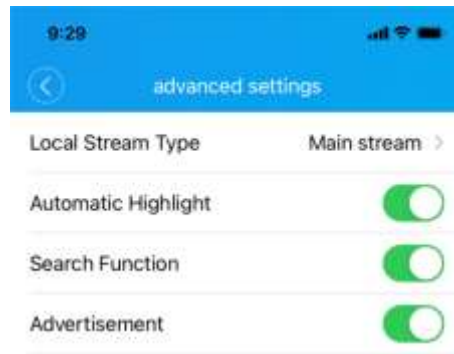 9:29
advanced settings
Local Stream Type Main stream
Automatic Highlight
Search Function
Advertisement